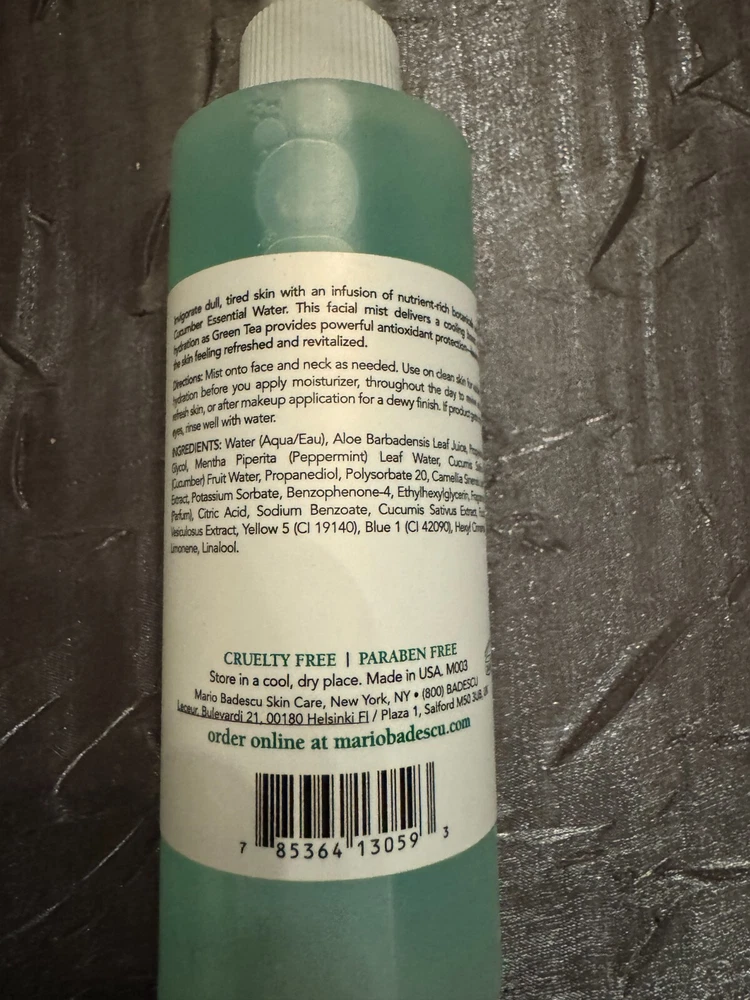 Invigorate dull, tired skin with an infusion of nutrient-rich
Cucumber Essential Water. This facial mist delivers a cooling
hydration as Green Tea provides powerful antioxidant protection—
the skin feeling refreshed and revitalized.
Directions: Mist onto face and neck as needed. Use on clean skin for
hydration before you apply moisturizer, throughout the day to
refresh skin, or after makeup application for a dewy finish. If product
eyes, rinse well with water.
INGREDIENTS: Water (Aqua/Eau), Aloe Barbadensis Leaf Juice,
Glycol, Mentha Piperita (Peppermint) Leaf Water, Cucumis
(Cucumber) Fruit Water, Propanediol, Polysorbate 20, Camellia
Extract, Potassium Sorbate, Benzophenone-4, Ethylhexylglycerin,
(Parfum), Citric Acid, Sodium Benzoate, Cucumis Sativus Extract,
Vesiculosus Extract, Yellow 5 (CI 19140), Blue 1 (CI 42090), Hexyl
Limonene, Linalool.
CRUELTY FREE | PARABEN FREE
Store in a cool, dry place. Made in USA. M003
Mario Badescu Skin Care, New York, NY • (800) BADESCU
Bulevardi 21, 00180 Helsinki FI / Plaza 1, Salford M50 3UB, UK
order online at mariobadescu.com
7 85364 13059 3